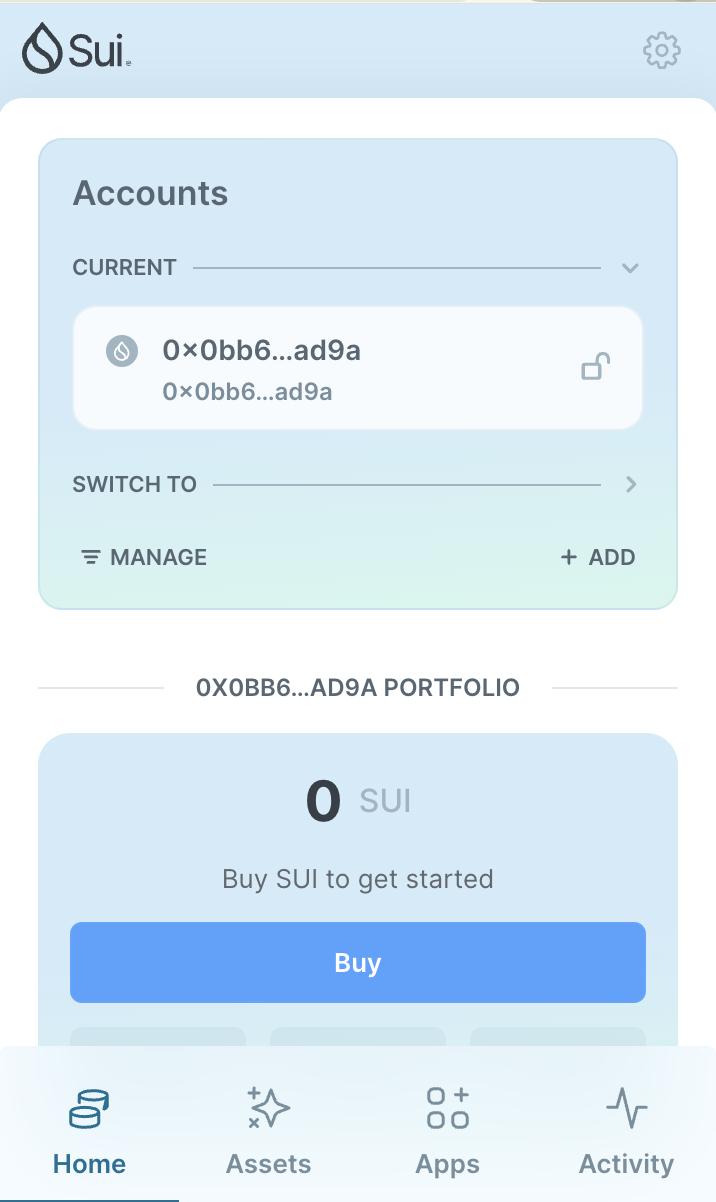 Sui
Accounts
CURRENT
0×0bb6...ad9a
0×0bb6...ad9a
SWITCH TO
MANAGE
+ ADD
0X0BB6...AD9A PORTFOLIO
0 SUI
Buy SUI to get started
Buy
Home
Assets
Apps
Activity